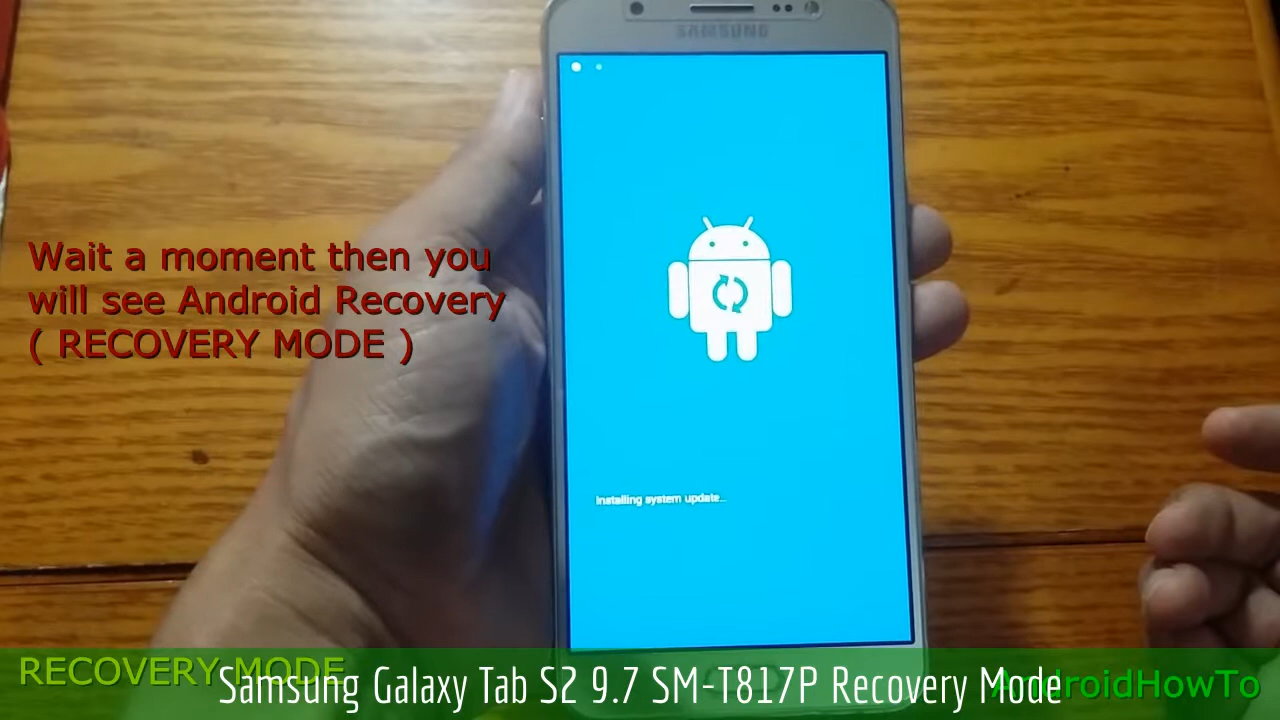 SAMSUNG
Wait a moment then you
will see Android Recovery
( RECOVERY MODE )
Installing system update...
RECOVERY MODE
Samsung Galaxy Tab S2 9.7 SM-T817P Recovery Mode
AndroidHowTo